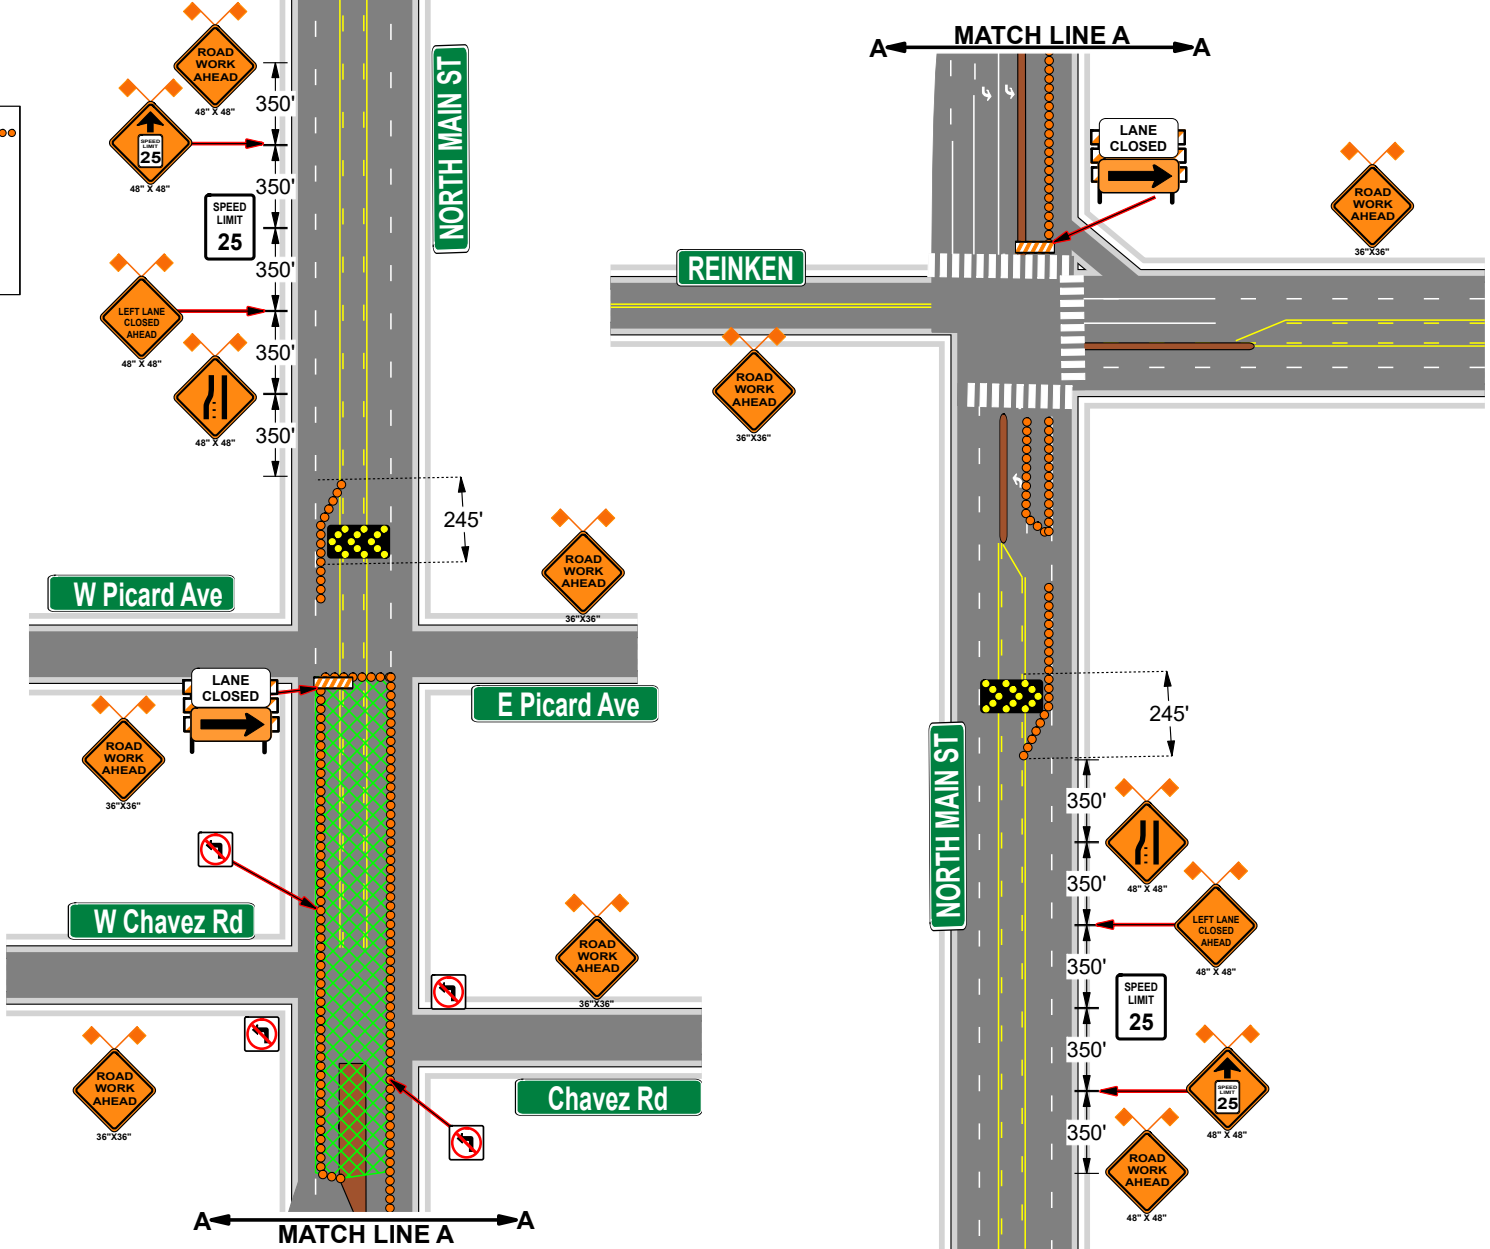 ROAD
WORK
AHEAD
48" X 48"
350'
SPEED
LIMIT
25
48" X 48"
350'
SPEED
LIMIT
25
350'
LEFT LANE
CLOSED
AHEAD
48" X 48"
350'
48" X 48"
350'
NORTH MAIN ST
245'
ROAD
WORK
AHEAD
36"X36"
W Picard Ave
LANE
CLOSED
E Picard Ave
ROAD
WORK
AHEAD
36"X36"
W Chavez Rd
ROAD
WORK
AHEAD
36"X36"
ROAD
WORK
AHEAD
36"X36"
Chavez Rd
A A
MATCH LINE A
MATCH LINE A
A A
LANE
CLOSED
ROAD
WORK
AHEAD
36"X36"
REINKEN
ROAD
WORK
AHEAD
36"X36"
245'
NORTH MAIN ST
350'
48" X 48"
350'
LEFT LANE
CLOSED
AHEAD
48" X 48"
350'
SPEED
LIMIT
25
350'
SPEED
LIMIT
25
48" X 48"
350'
ROAD
WORK
AHEAD
48" X 48"